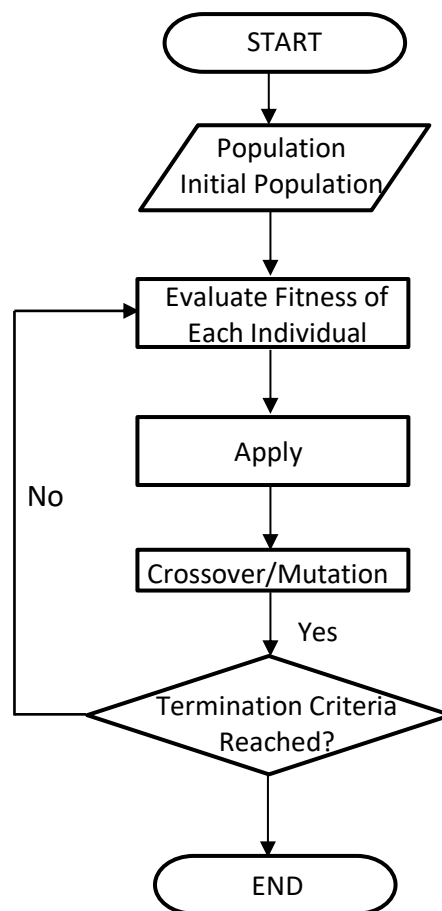 START
Population
Initial Population
Evaluate Fitness of
Each Individual
Apply
No
Crossover/Mutation
Yes
Termination Criteria
Reached?
END